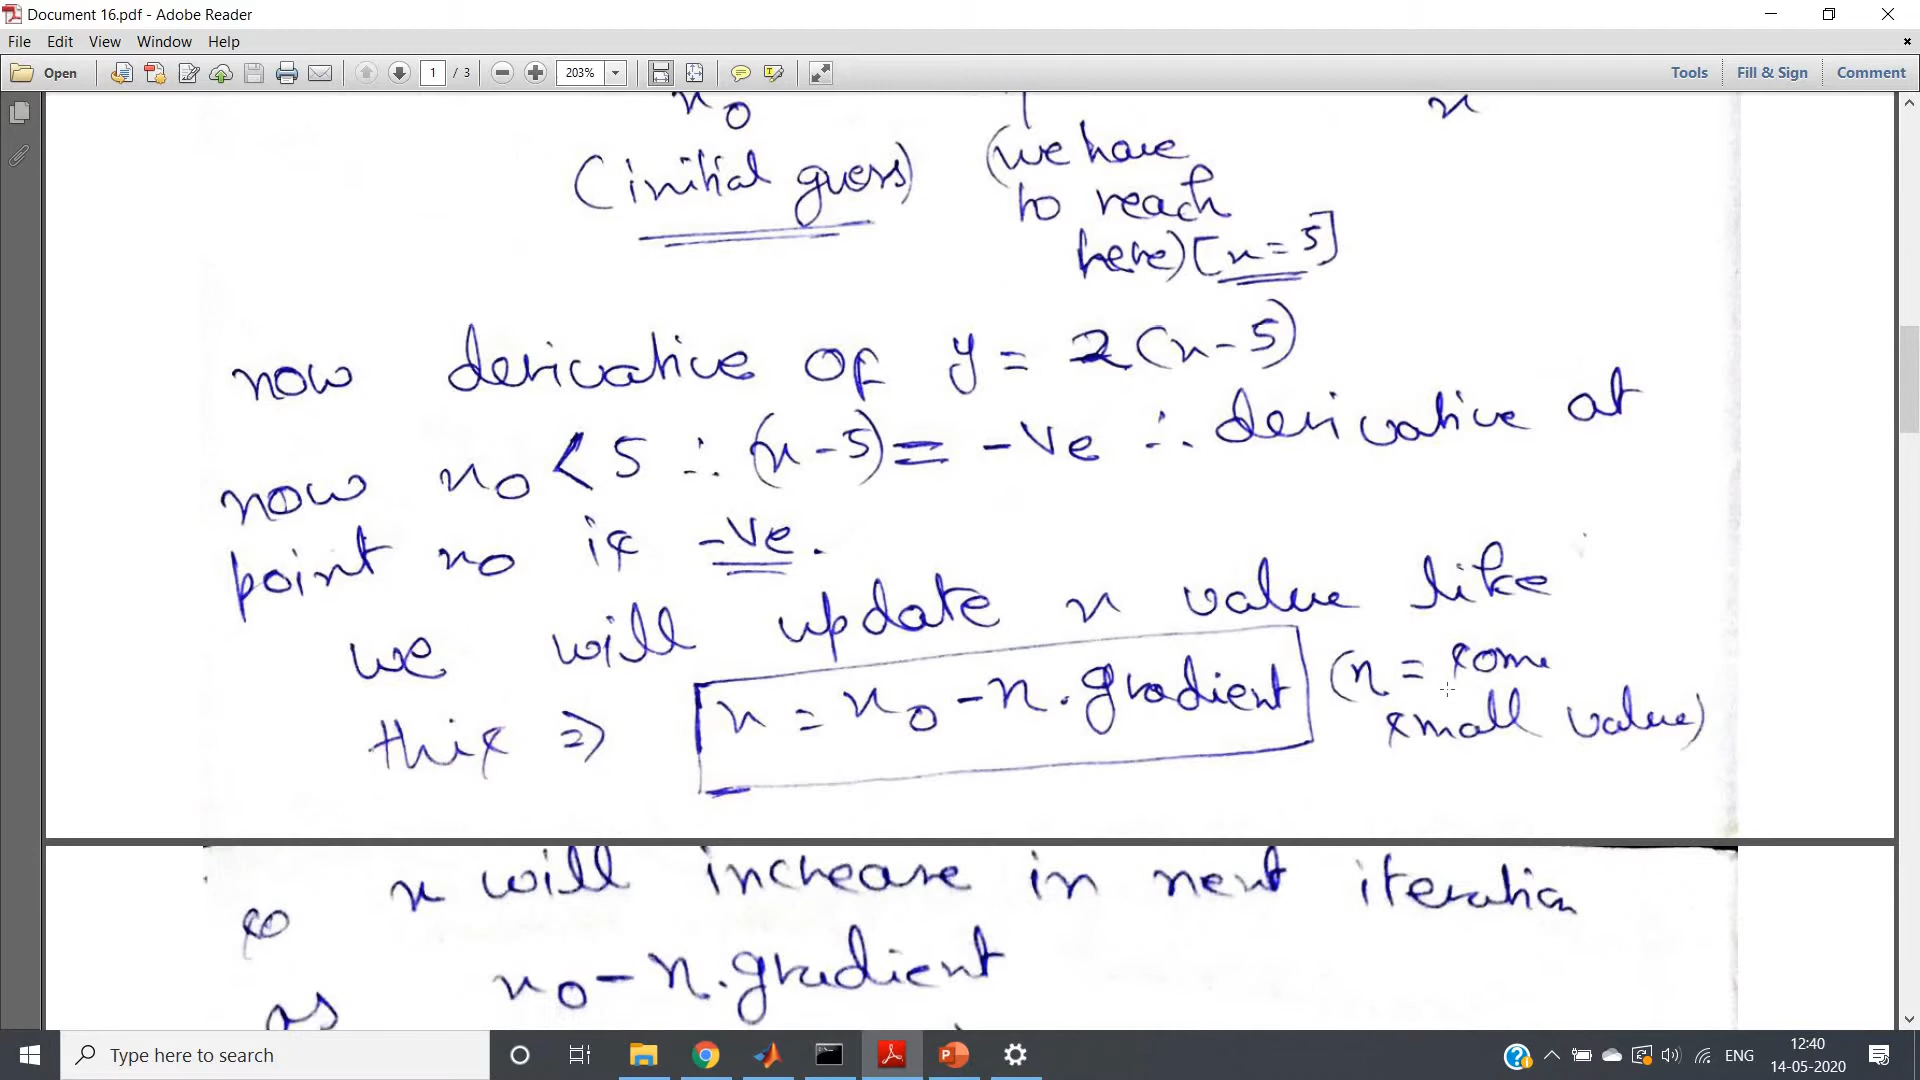 Document 16.pdf - Adobe Reader
File Edit View Window Help
Open 1 / 3 203% Tools Fill & Sign Comment
x0 x
(initial guess) (we have
to reach
here) [x = 5]
now derivative of y = 2(x-5)
now x0 < 5 ∴ (x-5) = -ve ∴ derivative at
point x0 is -ve.
we will update x value like
this ⇒ x = x0 - η. gradient (η = some
small value)
so x will increase in next iteration
as x0 - η. gradient
Type here to search
ENG 12:40
14-05-2020